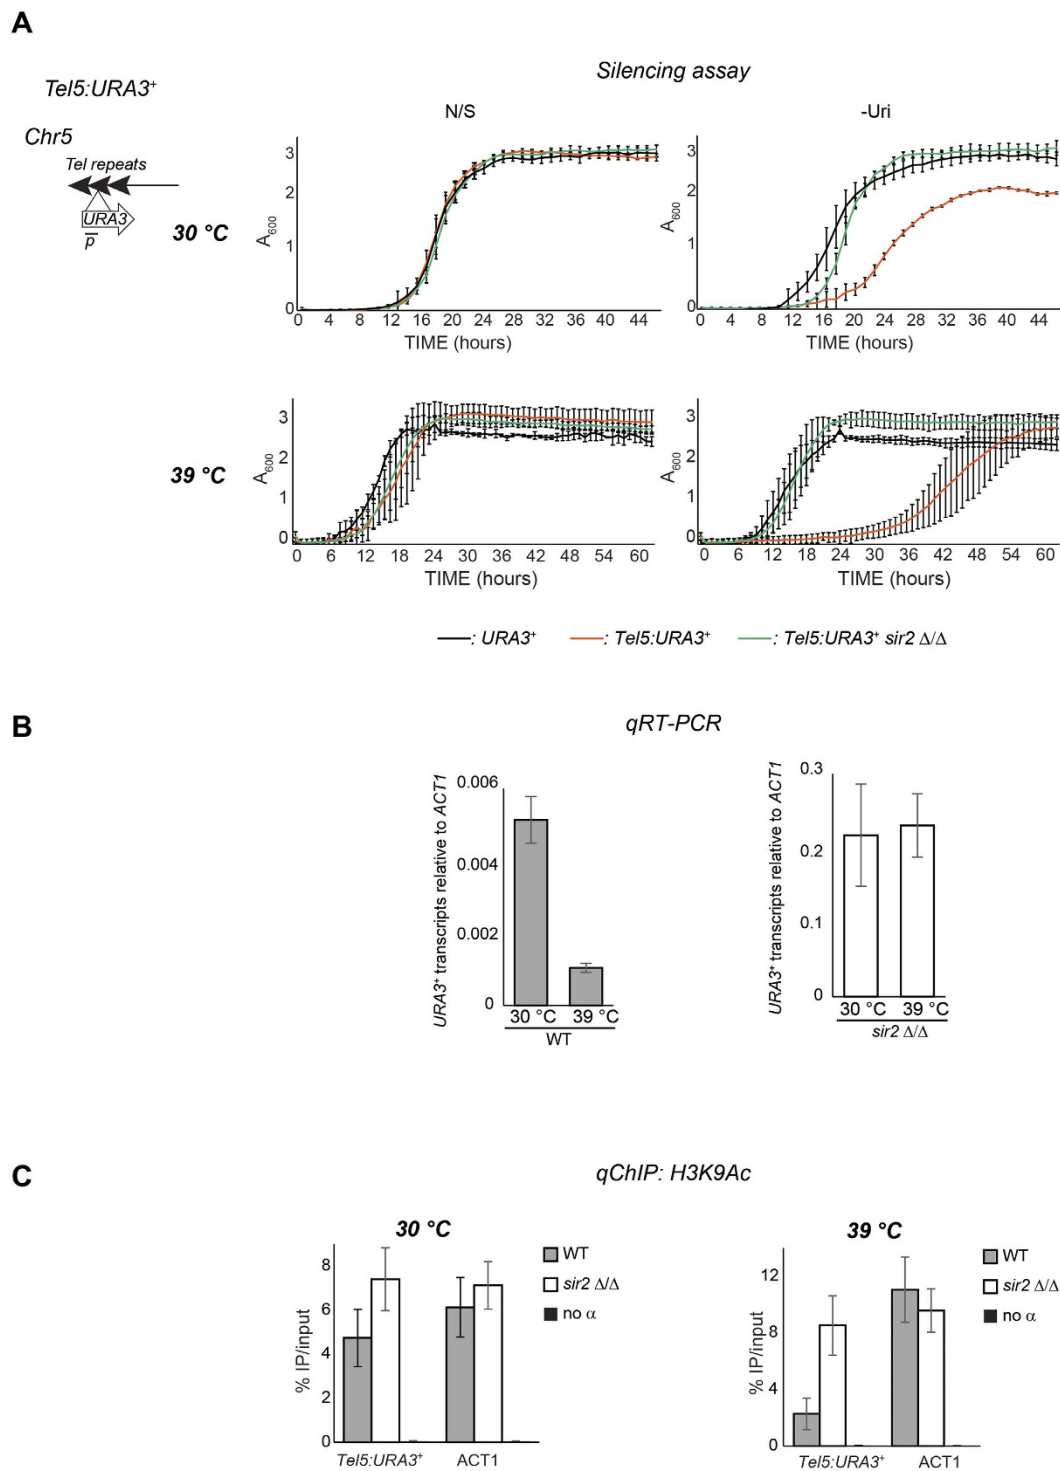 A
Tel5:URA3⁺
Silencing assay
N/S
-Uri
Chr5
Tel repeats
URA3
p
30 °C
A₆₀₀
3
2
1
0
0 4 8 12 16 20 24 28 32 36 40 44
TIME (hours)
A₆₀₀
3
2
1
0
0 4 8 12 16 20 24 28 32 36 40 44
TIME (hours)
39 °C
A₆₀₀
3
2
1
0
0 6 12 18 24 30 36 42 48 54 60
TIME (hours)
A₆₀₀
3
2
1
0
0 6 12 18 24 30 36 42 48 54 60
TIME (hours)
: URA3⁺
: Tel5:URA3⁺
: Tel5:URA3⁺ sir2 Δ/Δ
B
qRT-PCR
URA3⁺ transcripts relative to ACT1
0.006
0.004
0.002
0
30 °C 39 °C
WT
URA3⁺ transcripts relative to ACT1
0.3
0.2
0.1
0
30 °C 39 °C
sir2 Δ/Δ
C
qChIP: H3K9Ac
30 °C
% IP/input
8
6
4
2
0
Tel5:URA3⁺ ACT1
WT
sir2 Δ/Δ
no α
39 °C
% IP/input
12
8
4
0
Tel5:URA3⁺ ACT1
WT
sir2 Δ/Δ
no α